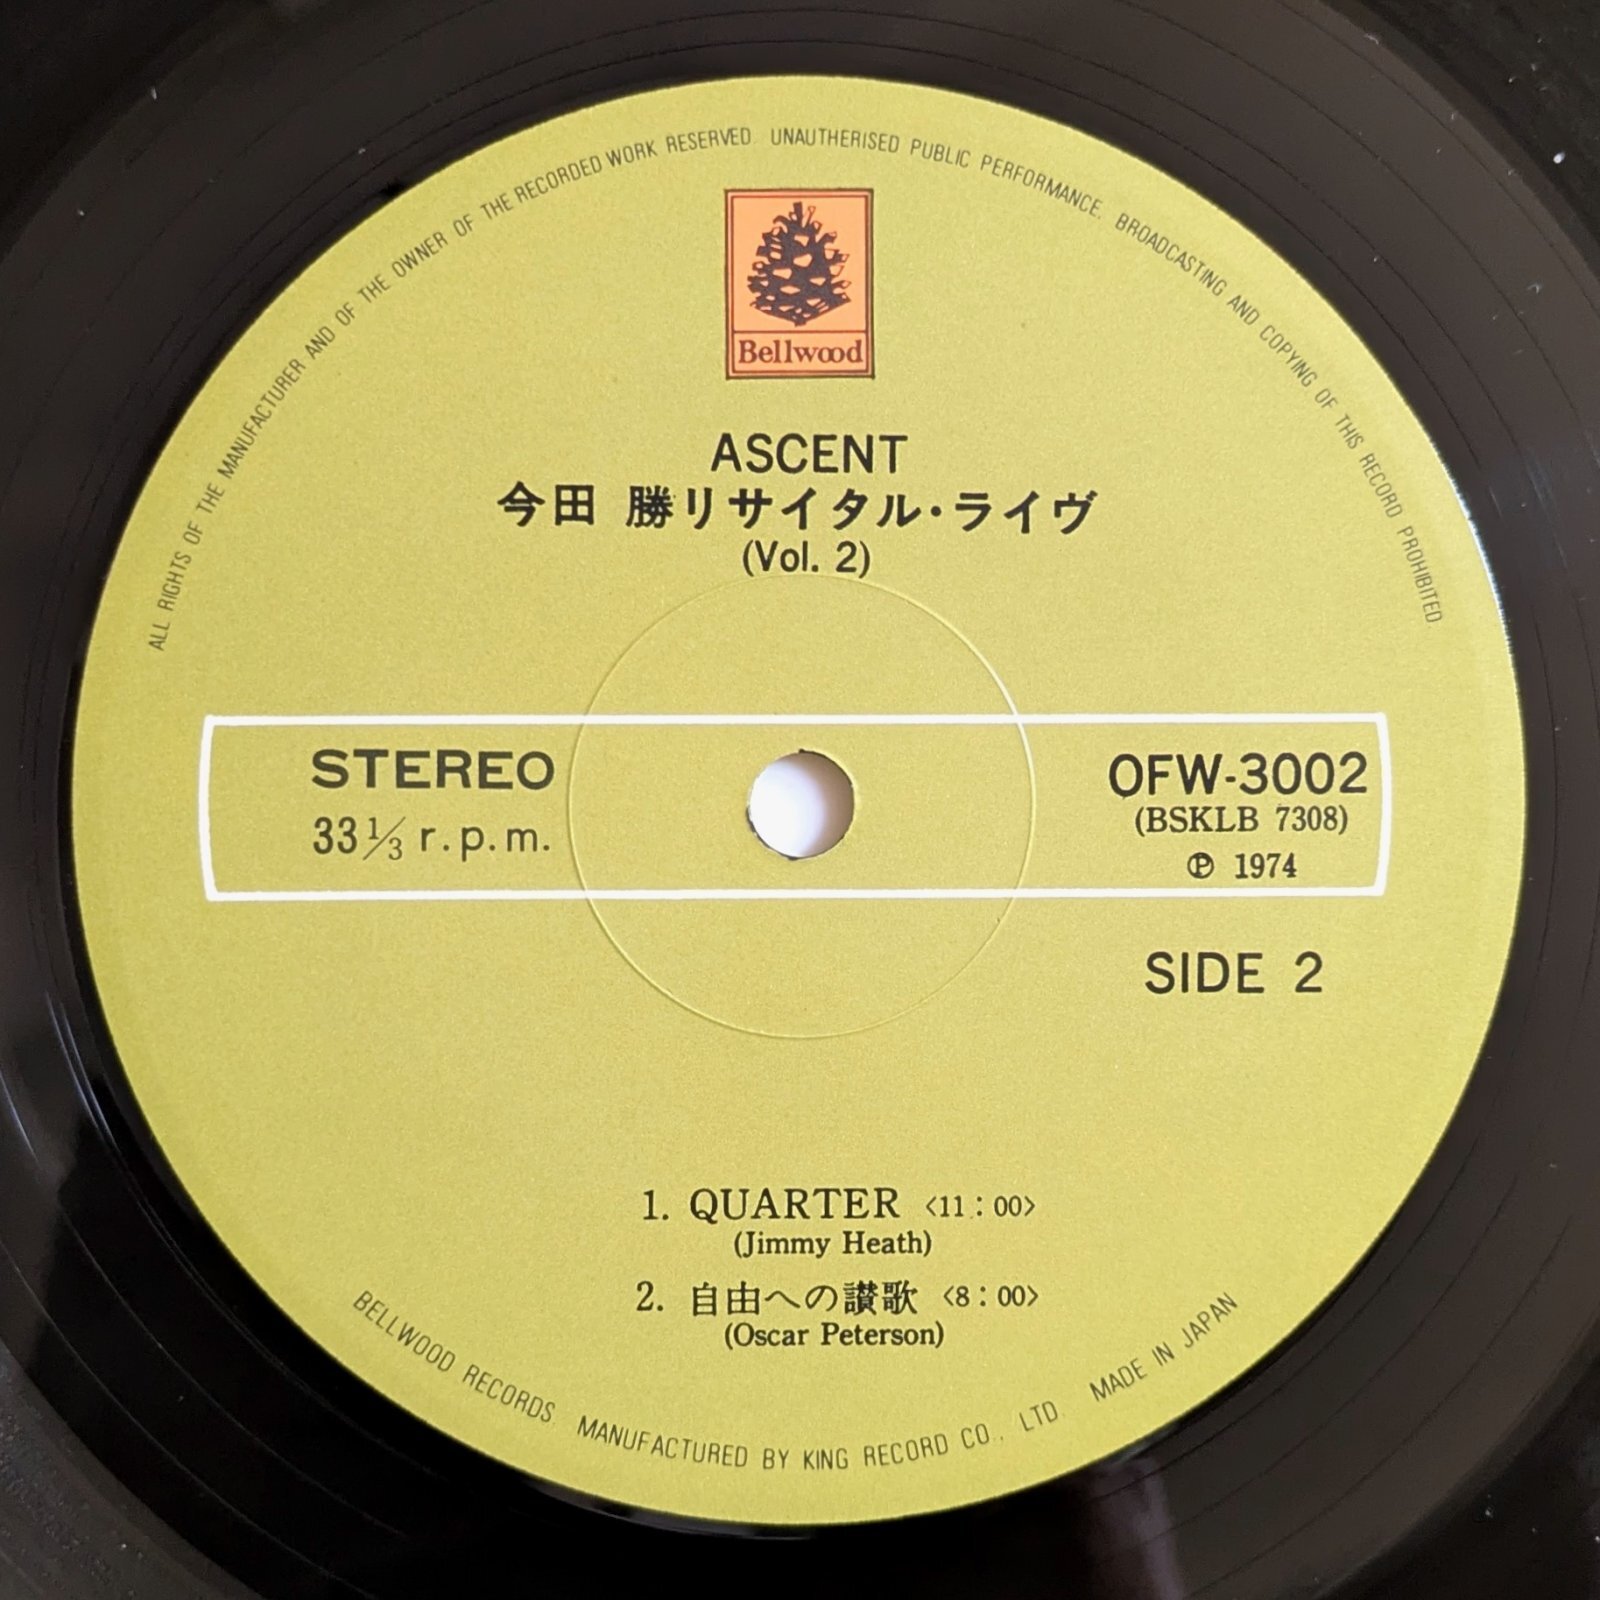 ALL RIGHTS OF THE MANUFACTURER AND OF THE OWNER OF THE RECORDED WORK RESERVED UNAUTHERISED PUBLIC PERFORMANCE. BROADCASTING AND COPYING OF THIS RECORD PROHIBITED
Bellwood
ASCENT
今田 勝リサイタル・ライヴ
(Vol. 2)
STEREO
33 1/3 r.p.m.
OFW-3002
(BSKLB 7308)
Ⓟ 1974
SIDE 2
1. QUARTER <11:00>
(Jimmy Heath)
2. 自由への讃歌 <8:00>
(Oscar Peterson)
BELLWOOD RECORDS MANUFACTURED BY KING RECORD CO., LTD. MADE IN JAPAN